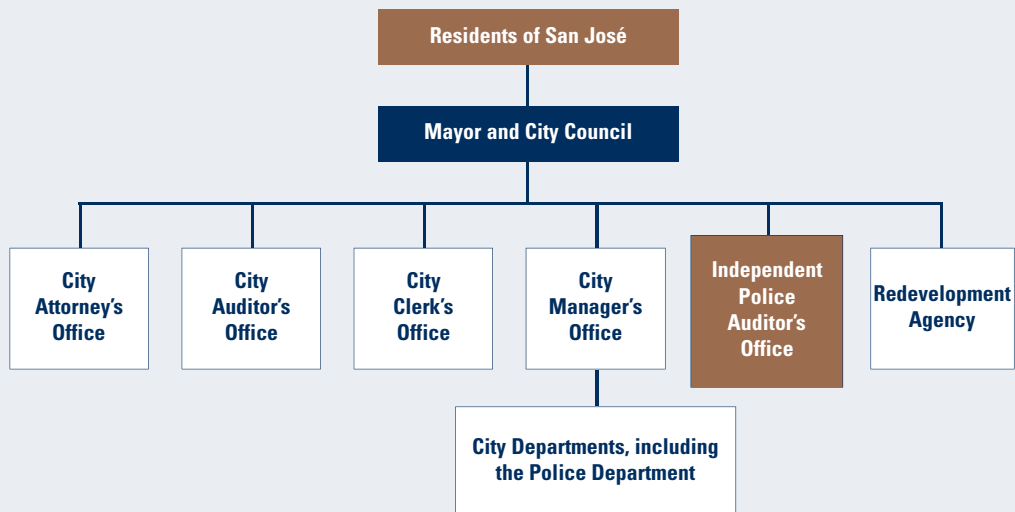 Residents of San José
Mayor and City Council
City
Attorney’s
Office
City
Auditor’s
Office
City
Clerk’s
Office
City
Manager’s
Office
Independent
Police
Auditor’s
Office
Redevelopment
Agency
City Departments, including
the Police Department